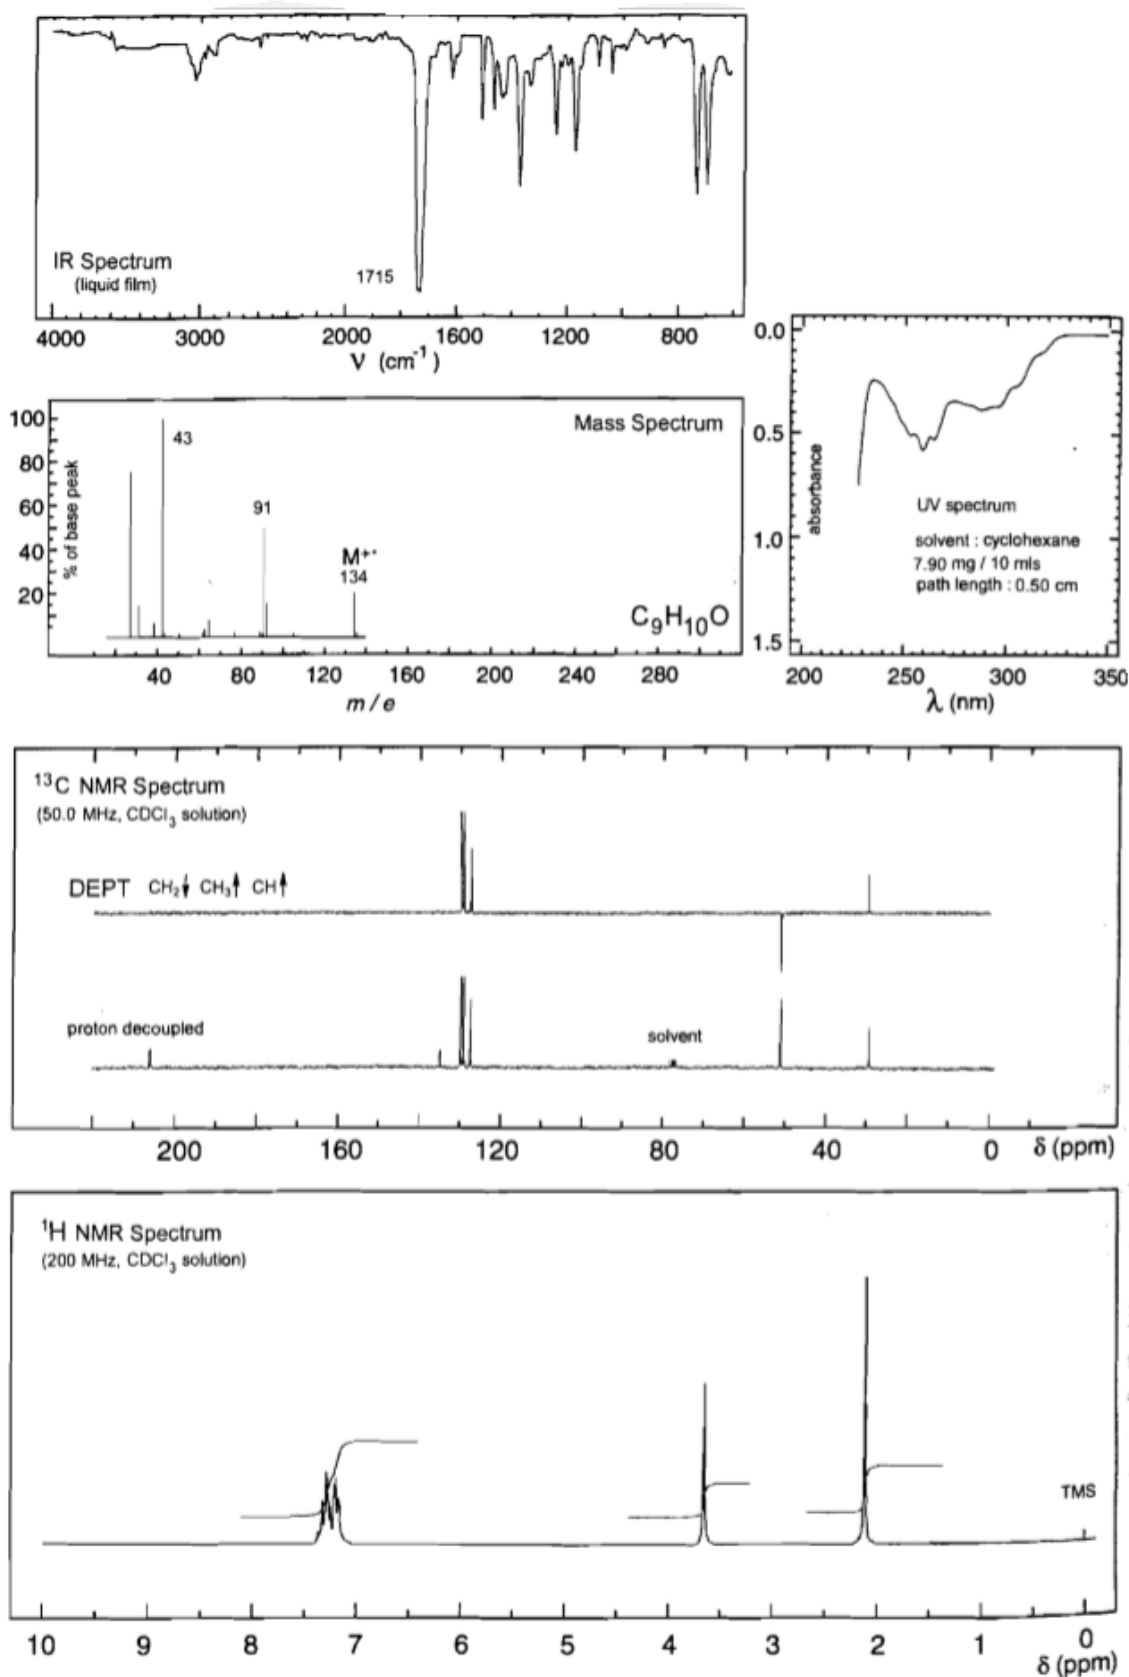 IR Spectrum
(liquid film)
1715
4000 3000 2000 1600 1200 800
V (cm⁻¹)
100
80
60
40
20
% of base peak
43
91
M⁺·
134
Mass Spectrum
C₉H₁₀O
40 80 120 160 200 240 280
m / e
0.0
0.5
1.0
1.5
absorbance
UV spectrum
solvent : cyclohexane
7.90 mg / 10 mls
path length : 0.50 cm
200 250 300 350
λ (nm)
¹³C NMR Spectrum
(50.0 MHz, CDCl₃ solution)
DEPT CH₂↓ CH₃↑ CH↑
proton decoupled
solvent
200 160 120 80 40 0 δ (ppm)
¹H NMR Spectrum
(200 MHz, CDCl₃ solution)
TMS
10 9 8 7 6 5 4 3 2 1 0
δ (ppm)